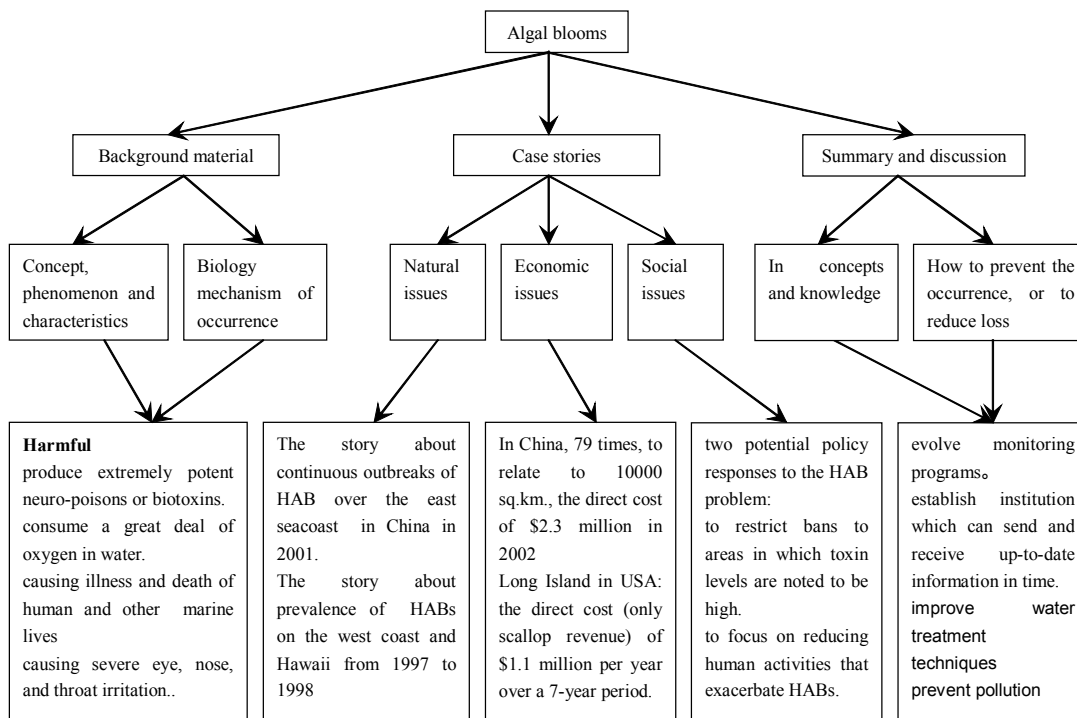 Algal blooms
Background material
Case stories
Summary and discussion
Concept,
phenomenon and
characteristics
Biology
mechanism of
occurrence
Natural
issues
Economic
issues
Social
issues
In concepts
and knowledge
How to prevent the
occurrence, or to
reduce loss
Harmful
produce extremely potent
neuro-poisons or biotoxins.
consume a great deal of
oxygen in water.
causing illness and death of
human and other marine
lives
causing severe eye, nose,
and throat irritation..
The story about
continuous outbreaks of
HAB over the east
seacoast in China in
2001.
The story about
prevalence of HABs
on the west coast and
Hawaii from 1997 to
1998
In China, 79 times, to
relate to 10000
sq.km., the direct cost
of $2.3 million in
2002
Long Island in USA:
the direct cost (only
scallop revenue) of
$1.1 million per year
over a 7-year period.
two potential policy
responses to the HAB
problem:
to restrict bans to
areas in which toxin
levels are noted to be
high.
to focus on reducing
human activities that
exacerbate HABs.
evolve monitoring
programs。
establish institution
which can send and
receive up-to-date
information in time.
improve water
treatment
techniques
prevent pollution